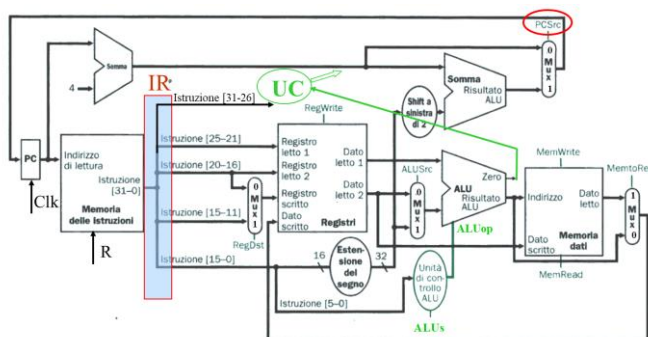 PCSrc
0
Mux
1
Somma
4
IR
Istruzione [31-26]
UC
Somma
Risultato
ALU
Shift a
sinistra
di 2
RegWrite
PC
Indirizzo
di lettura
Istruzione
[31–0]
Memoria
delle istruzioni
Clk
R
Istruzione [25–21]
Istruzione [20–16]
Istruzione [15–11]
Istruzione [15–0]
Istruzione [5–0]
0
Mux
1
RegDst
Registro
letto 1
Registro
letto 2
Registro
scritto
Dato
scritto
Dato
letto 1
Dato
letto 2
Registri
16
Estensione
del
segno
32
ALUSrc
0
Mux
1
Zero
ALU
Risultato
ALU
ALUop
Unità
di con-
trollo
ALU
ALUs
MemWrite
Indirizzo
Dato
letto
Dato
scritto
Memoria
dati
MemRead
MemtoRe
1
Mux
0